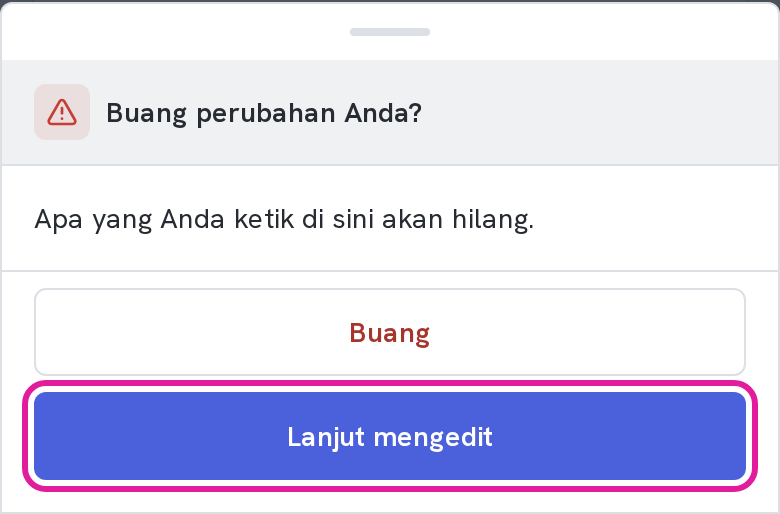 Buang perubahan Anda?
Apa yang Anda ketik di sini akan hilang.
Buang
Lanjut mengedit